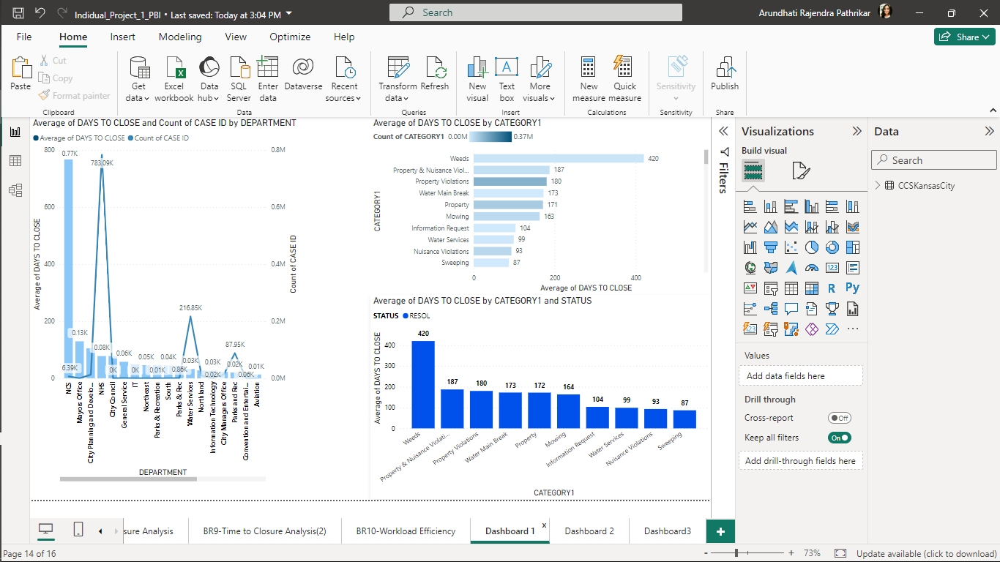 Indidual_Project_1_PBI • Last saved: Today at 3:04 PM
Search
Arundhati Rajendra Pathrikar
File
Home
Insert
Modeling
View
Optimize
Help
Share
Paste
Cut
Copy
Format painter
Clipboard
Get data
Excel workbook
Data hub
SQL Server
Enter data
Dataverse
Recent sources
Data
Transform data
Refresh
Queries
New visual
Text box
More visuals
Insert
New measure
Quick measure
Calculations
Sensitivity
Sensitivity
Publish
Share
Average of DAYS TO CLOSE and Count of CASE ID by DEPARTMENT
Average of DAYS TO CLOSE
Count of CASE ID
Average of DAYS TO CLOSE
800
600
400
200
0
0.77K
783.09K
0.13K
6.39K
0.08K
0K
0.06K
0K
0.05K
0.01K
0.04K
0.86K
216.85K
0.03K
0.03K
0.02K
87.95K
0.02K
0.06K
0.01K
0.8M
0.6M
0.4M
0.2M
0.0M
Count of CASE ID
NCS
Mayors Office
City Planning and Develo...
NHS
City Council
General Service
IT
Northeast
Parks & Recreation
South
Parks & Rec
Water Services
Northland
Information Technology
City Managers Office
Parks and Rec
Convention and Entertai...
Aviation
DEPARTMENT
Average of DAYS TO CLOSE by CATEGORY1
Count of CATEGORY1 0.00M 0.37M
CATEGORY1
Weeds 420
Property & Nuisance Viol... 187
Property Violations 180
Water Main Break 173
Property 171
Mowing 163
Information Request 104
Water Services 99
Nuisance Violations 93
Sweeping 87
0 200 400
Average of DAYS TO CLOSE
Average of DAYS TO CLOSE by CATEGORY1 and STATUS
STATUS RESOL
Average of DAYS TO CLOSE
400
300
200
100
0
420
187
180
173
172
164
104
99
93
87
Weeds
Property & Nuisance Violati...
Property Violations
Water Main Break
Property
Mowing
Information Request
Water Services
Nuisance Violations
Sweeping
CATEGORY1
Filters
Visualizations
Build visual
123
R
Py
123
Values
Add data fields here
Drill through
Cross-report
Off
Keep all filters
On
Add drill-through fields here
Data
Search
CCSKansasCity
sure Analysis
BR9-Time to Closure Analysis(2)
BR10-Workload Efficiency
Dashboard 1
x
Dashboard 2
Dashboard3
+
Page 14 of 16
- + 73%
Update available (click to download)